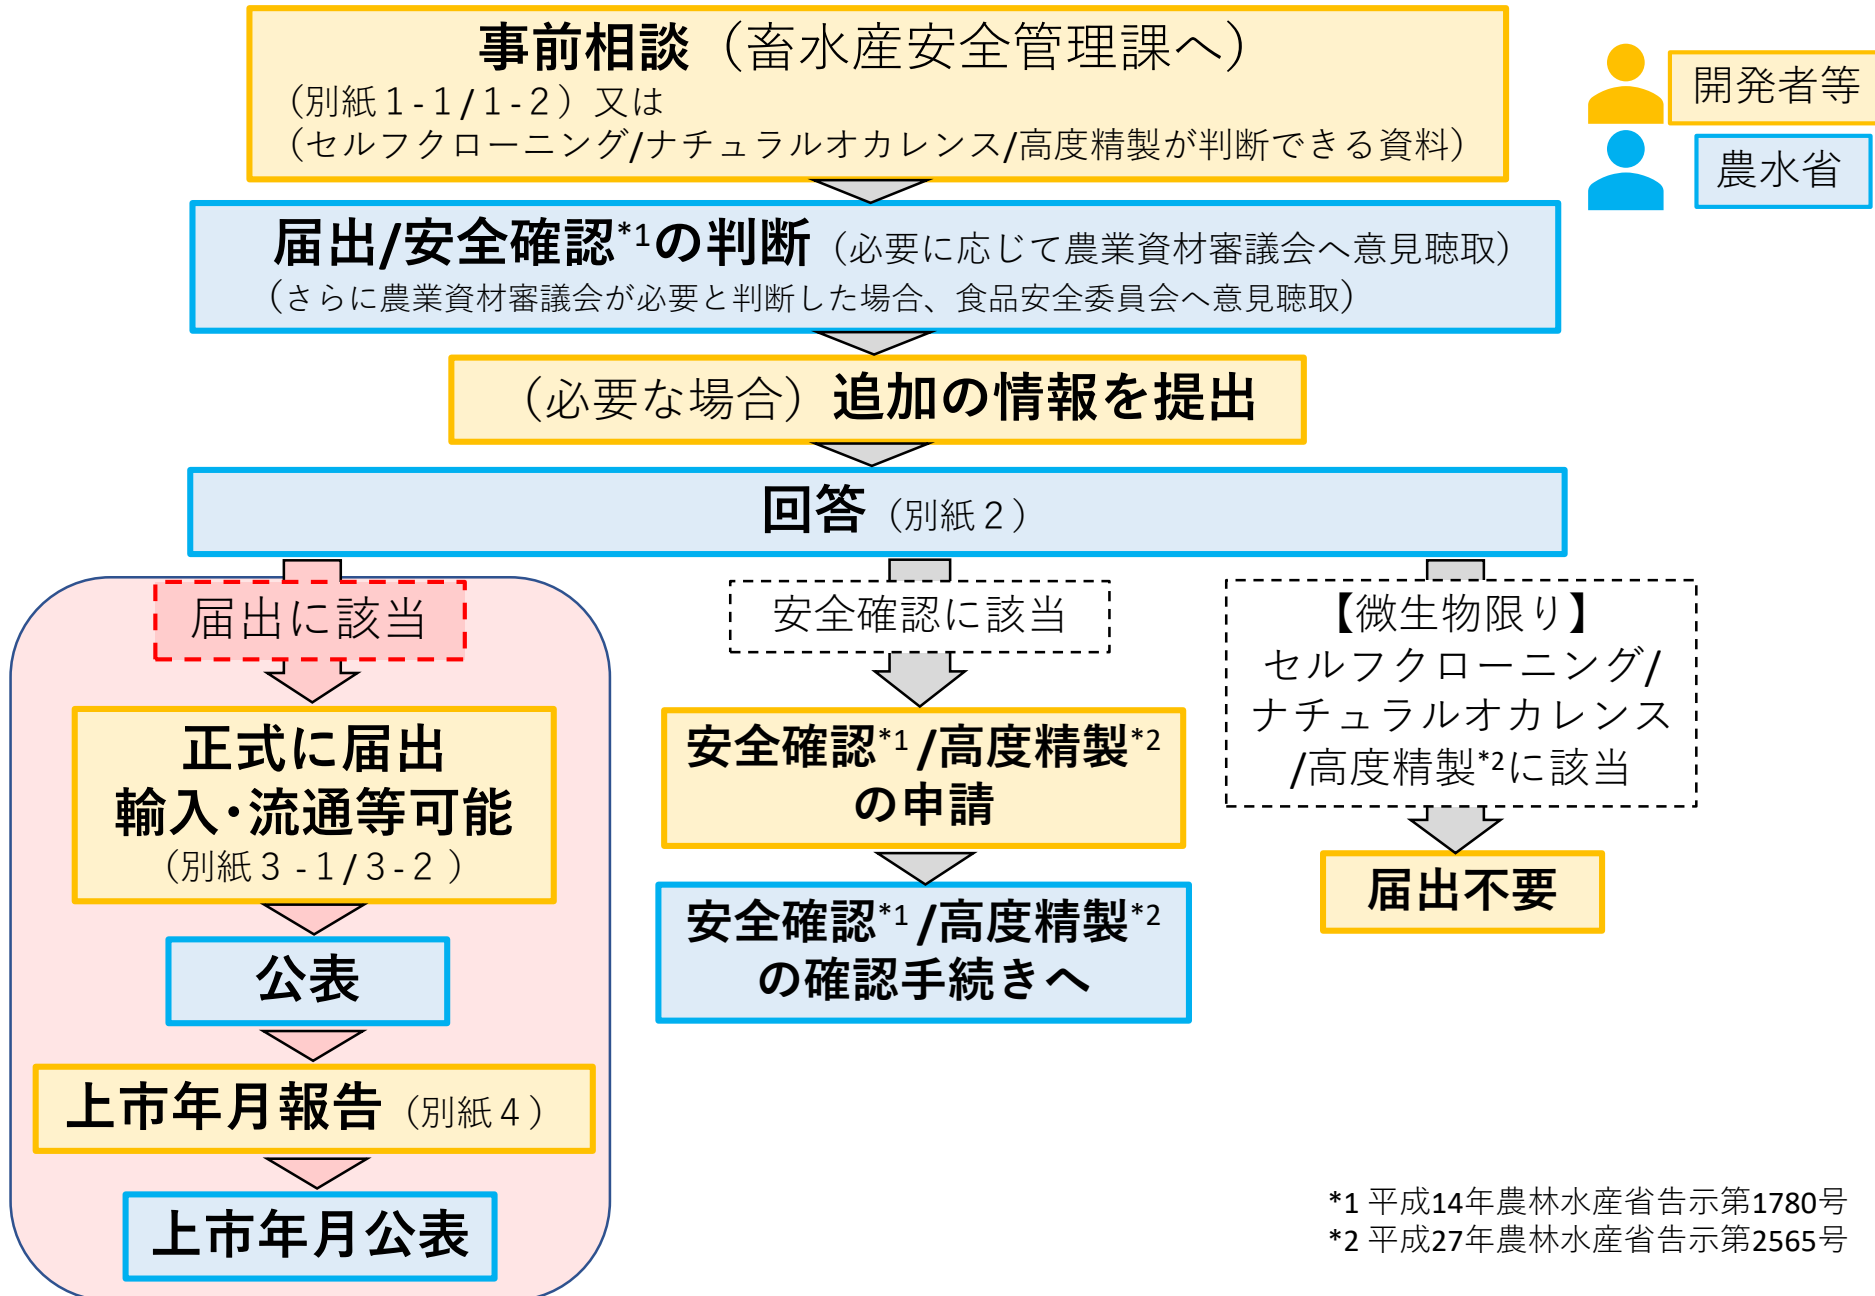 事前相談（畜水産安全管理課へ）
（別紙１-１/１-２）又は
（セルフクローニング/ナチュラルオカレンス/高度精製が判断できる資料）
開発者等
農水省
届出/安全確認*1の判断（必要に応じて農業資材審議会へ意見聴取）
（さらに農業資材審議会が必要と判断した場合、食品安全委員会へ意見聴取）
（必要な場合）追加の情報を提出
回答（別紙２）
届出に該当
正式に届出
輸入・流通等可能
（別紙３-１/３-２）
公表
上市年月報告（別紙４）
上市年月公表
安全確認に該当
安全確認*1/高度精製*2
の申請
安全確認*1/高度精製*2
の確認手続きへ
【微生物限り】
セルフクローニング/
ナチュラルオカレンス
/高度精製*2に該当
届出不要
*1 平成14年農林水産省告示第1780号
*2 平成27年農林水産省告示第2565号